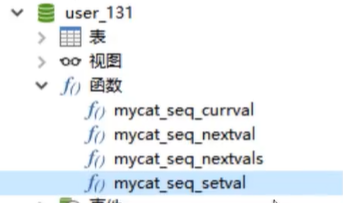 user_131
表
视图
函数
mycat_seq_currval
mycat_seq_nextval
mycat_seq_nextvals
mycat_seq_setval